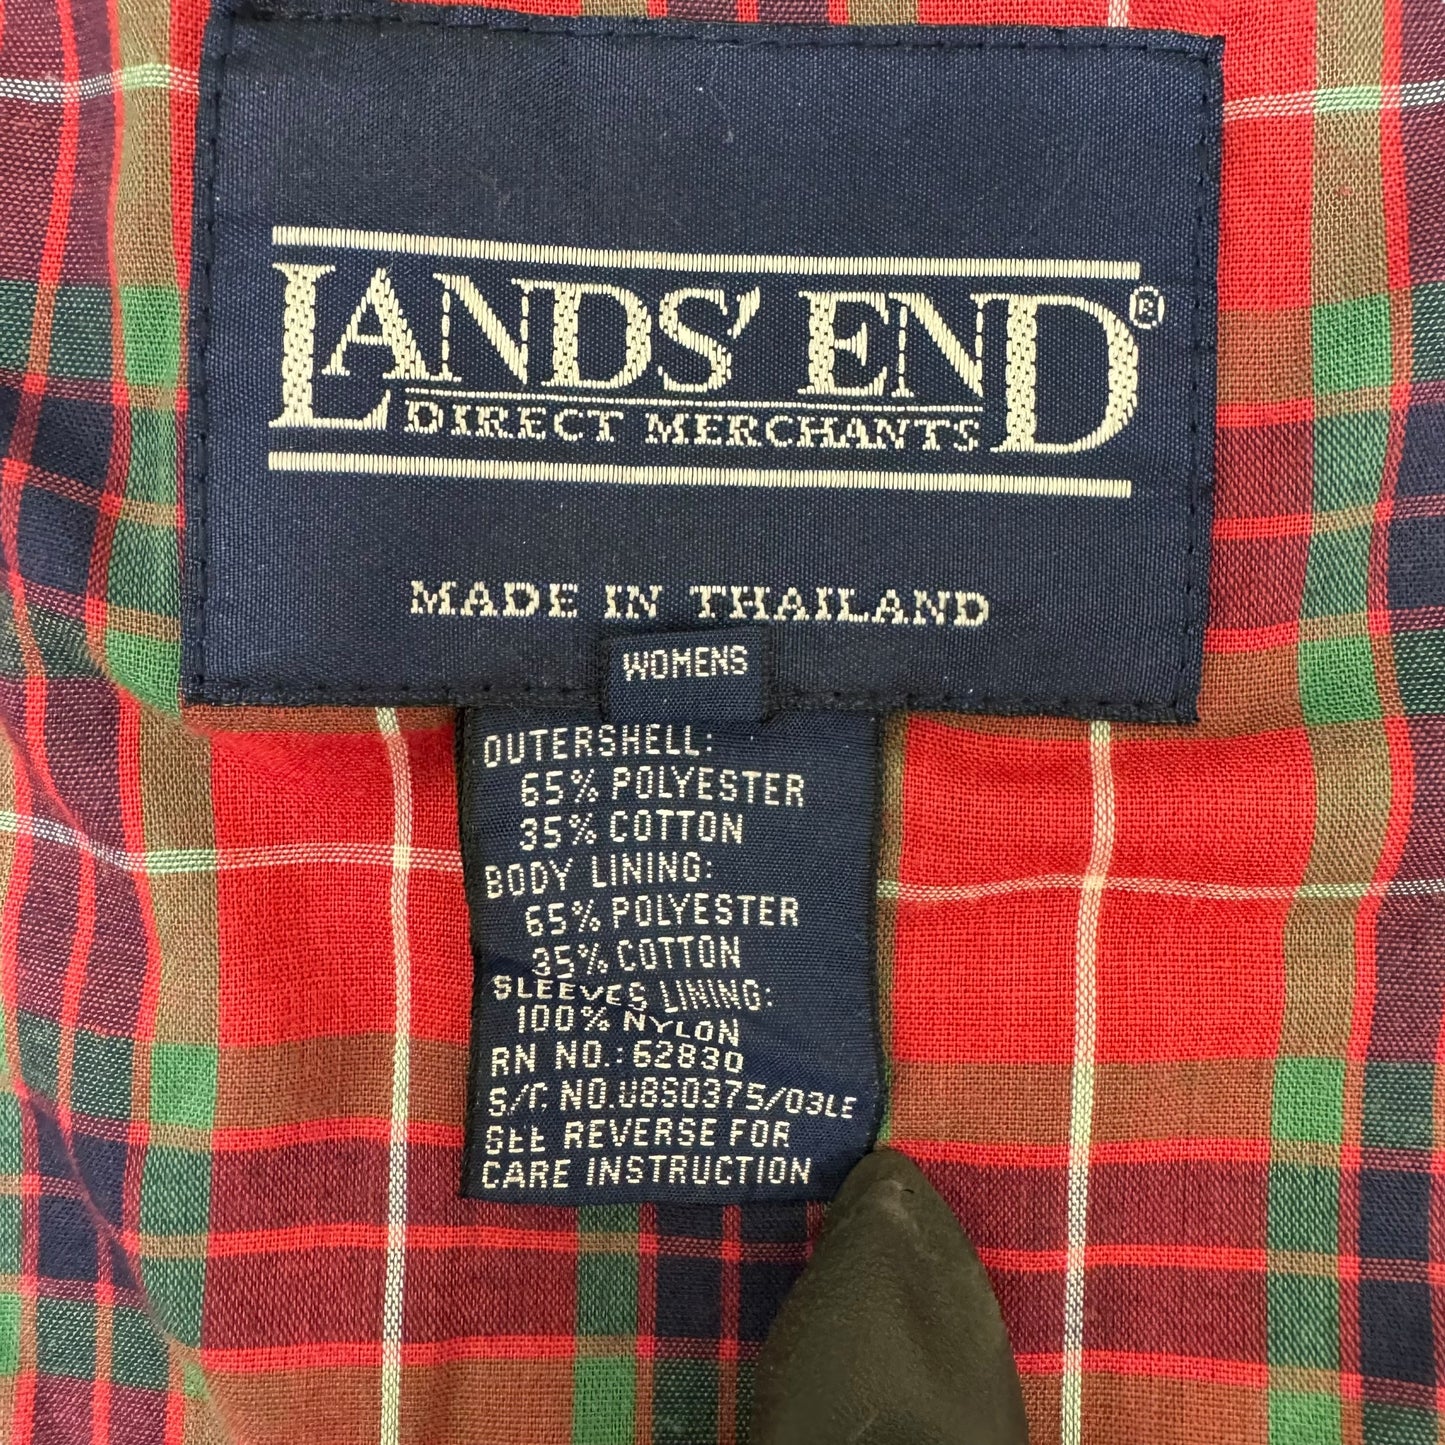 LANDS' END®
DIRECT MERCHANTS
MADE IN THAILAND
WOMENS
OUTERSHELL:
65% POLYESTER
35% COTTON
BODY LINING:
65% POLYESTER
35% COTTON
SLEEVES LINING:
100% NYLON
RN NO.: 62830
S/C NO.U8S0375/03LE
SEE REVERSE FOR
CARE INSTRUCTION